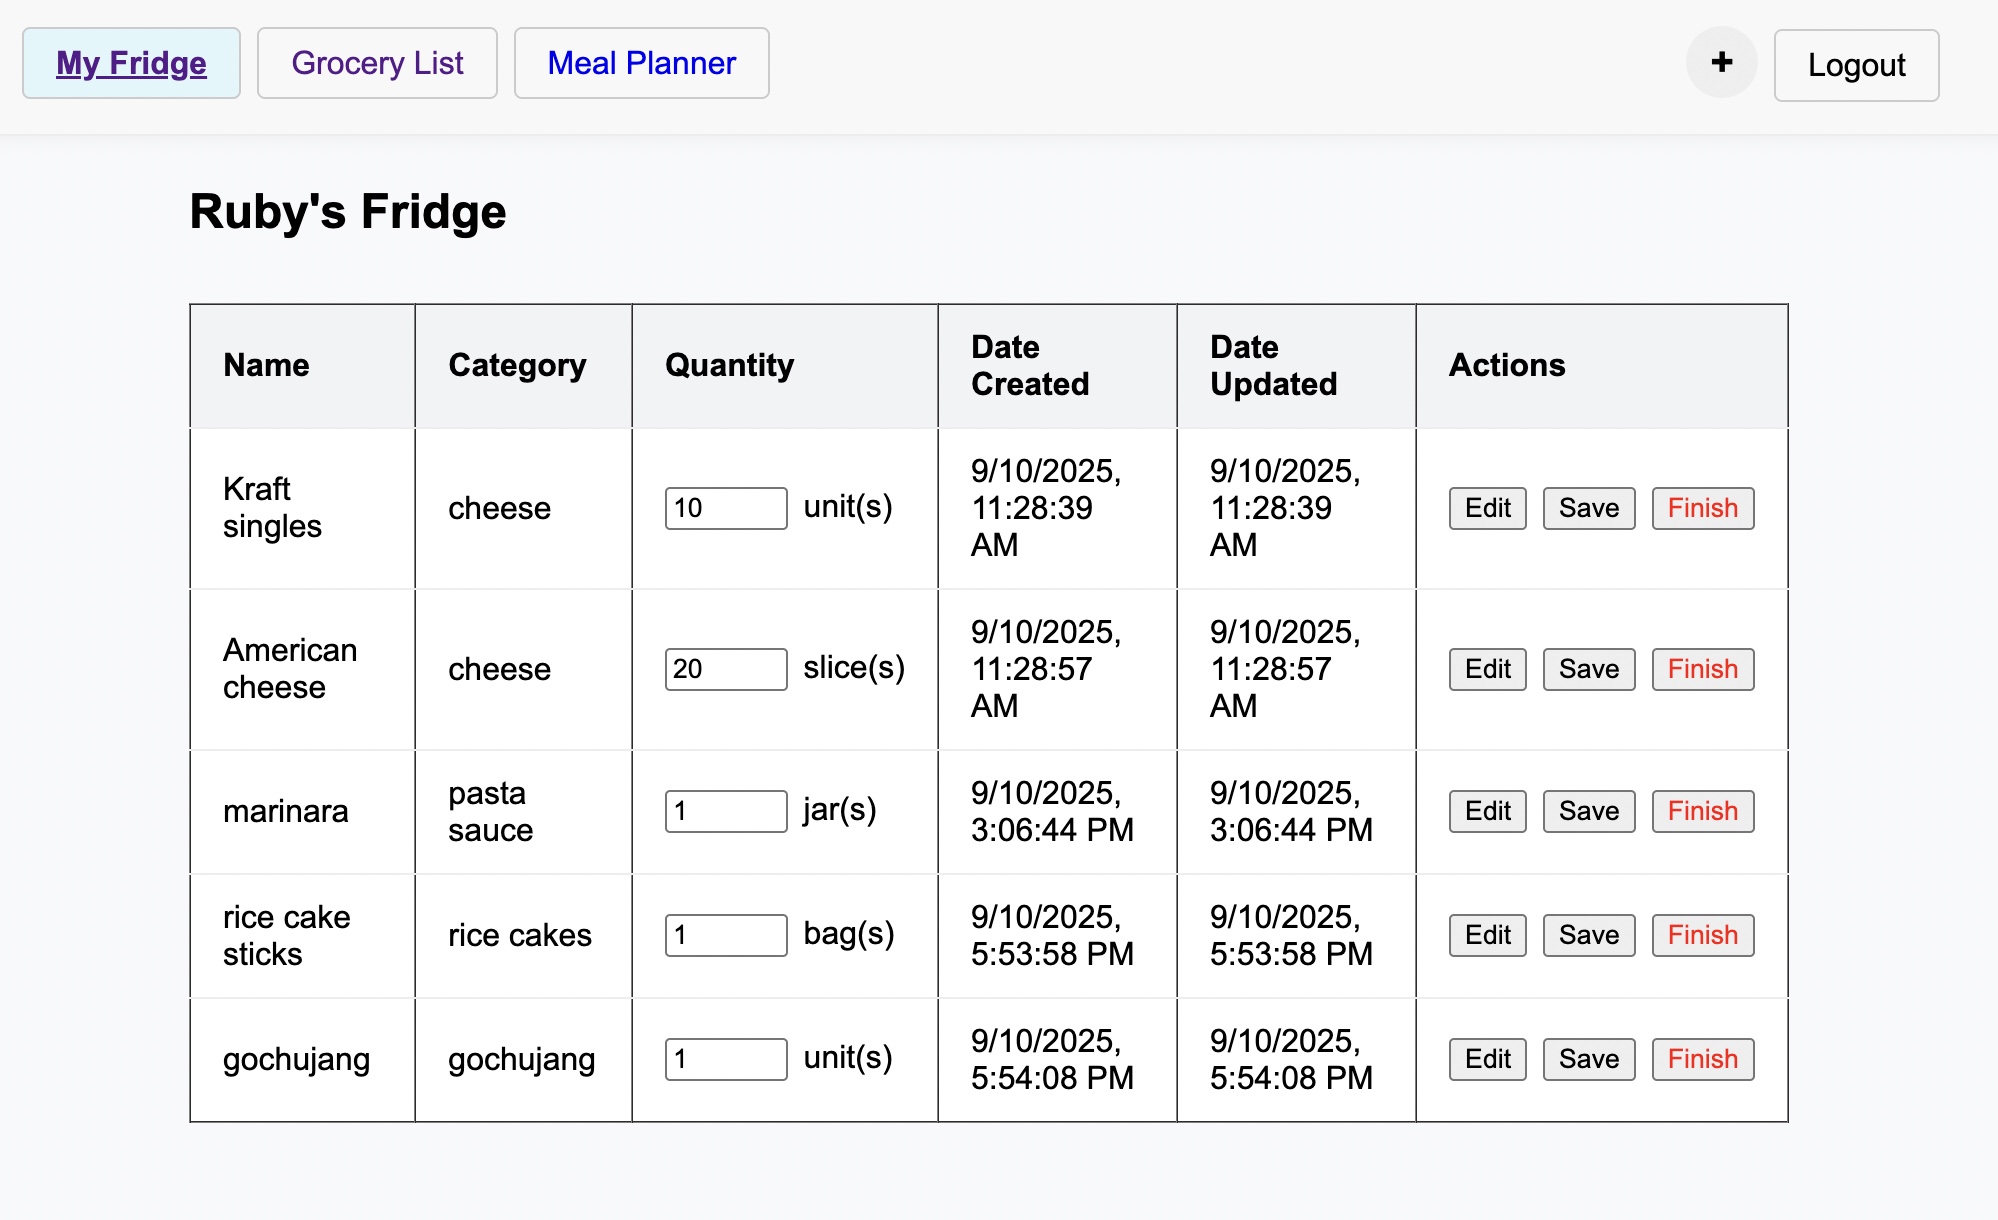 My Fridge Grocery List Meal Planner + Logout
Ruby's Fridge
Name Category Quantity Date Created Date Updated Actions
Kraft singles cheese 10 unit(s) 9/10/2025, 11:28:39 AM 9/10/2025, 11:28:39 AM Edit Save Finish
American cheese cheese 20 slice(s) 9/10/2025, 11:28:57 AM 9/10/2025, 11:28:57 AM Edit Save Finish
marinara pasta sauce 1 jar(s) 9/10/2025, 3:06:44 PM 9/10/2025, 3:06:44 PM Edit Save Finish
rice cake sticks rice cakes 1 bag(s) 9/10/2025, 5:53:58 PM 9/10/2025, 5:53:58 PM Edit Save Finish
gochujang gochujang 1 unit(s) 9/10/2025, 5:54:08 PM 9/10/2025, 5:54:08 PM Edit Save Finish